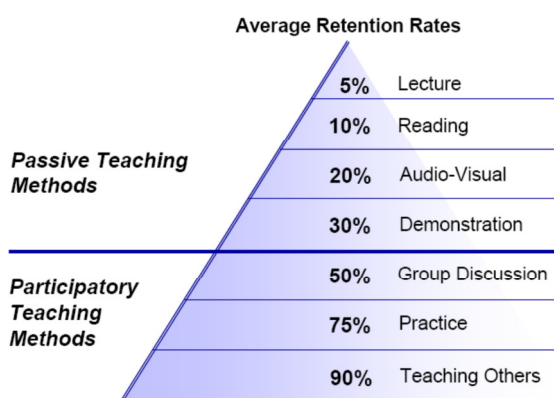 Average Retention Rates
5% Lecture
10% Reading
Passive Teaching
Methods
20% Audio-Visual
30% Demonstration
Participatory
Teaching
Methods
50% Group Discussion
75% Practice
90% Teaching Others